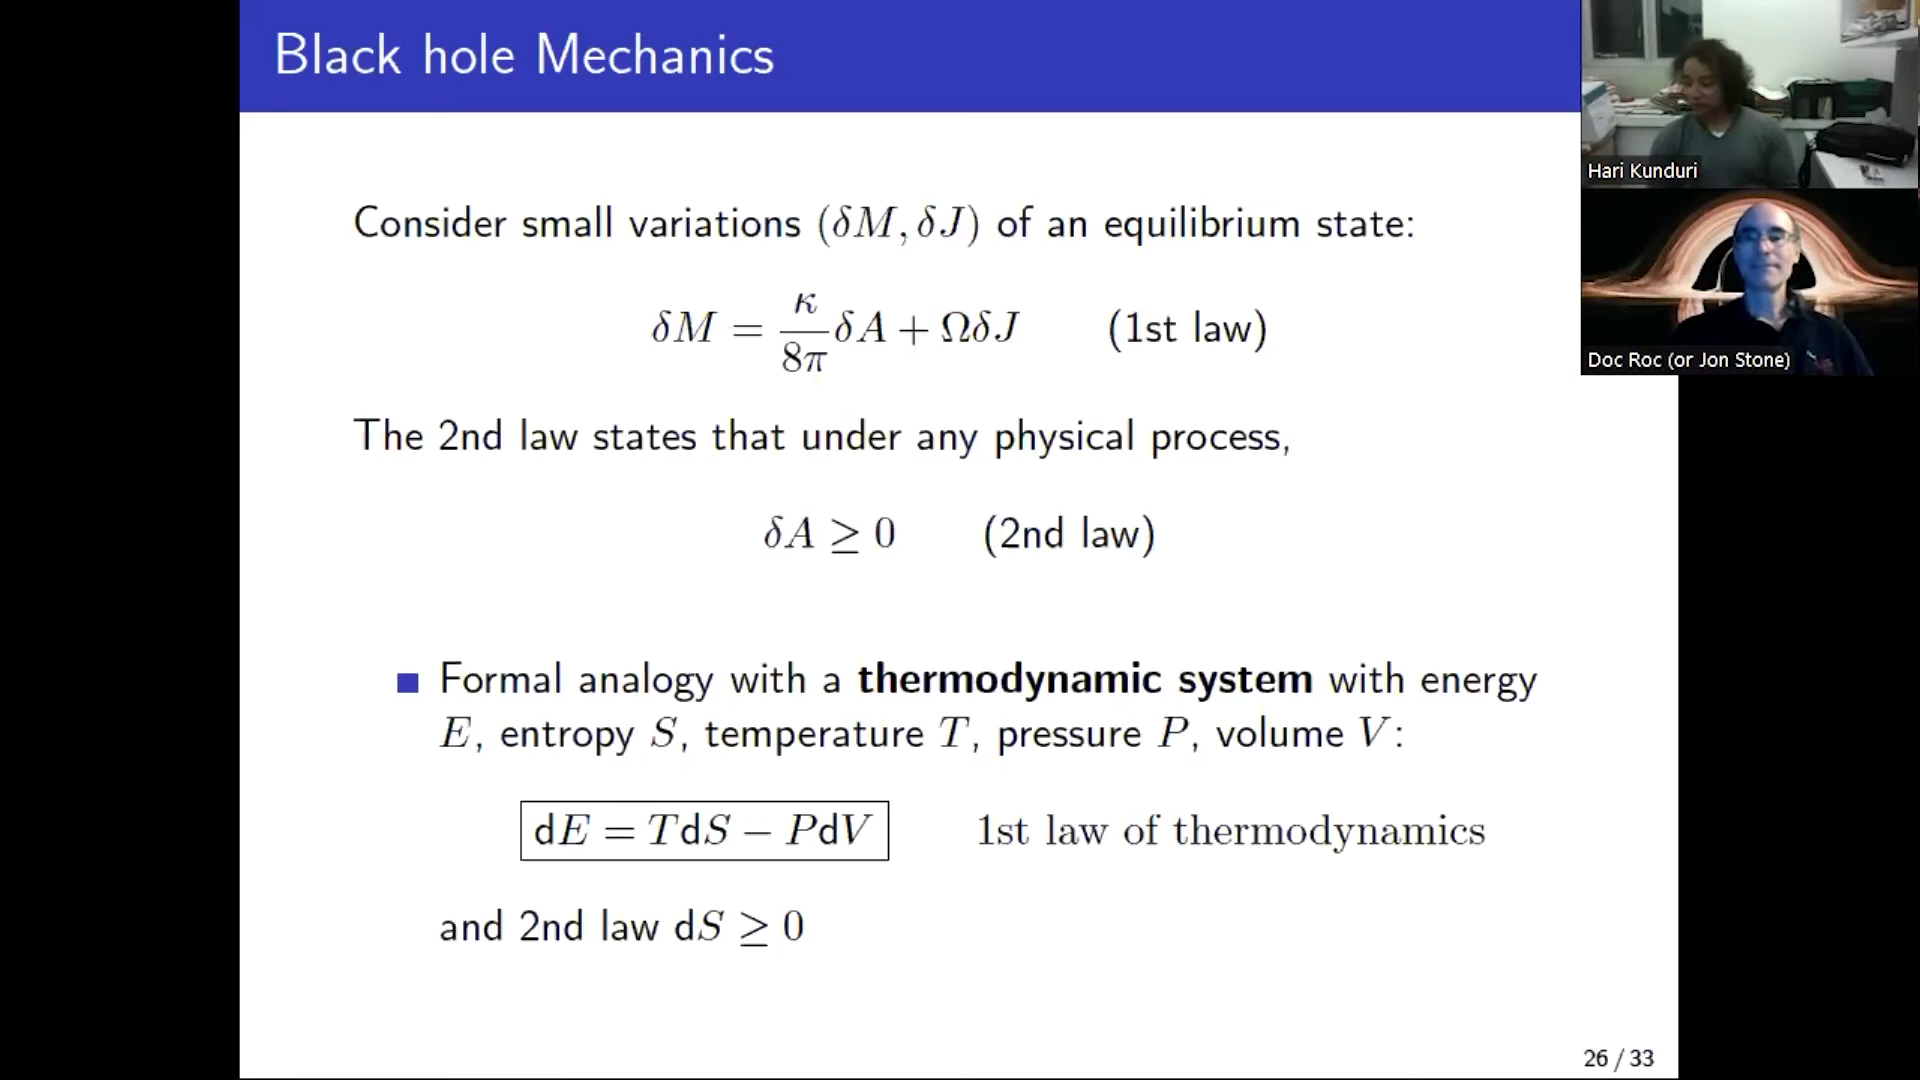 Black hole Mechanics
Hari Kunduri
Doc Roc (or Jon Stone)
Consider small variations (δM, δJ) of an equilibrium state:
δM = κ/8π δA + ΩδJ (1st law)
The 2nd law states that under any physical process,
δA ≥ 0 (2nd law)
Formal analogy with a thermodynamic system with energy
E, entropy S, temperature T, pressure P, volume V:
dE = TdS − PdV 1st law of thermodynamics
and 2nd law dS ≥ 0
26 / 33